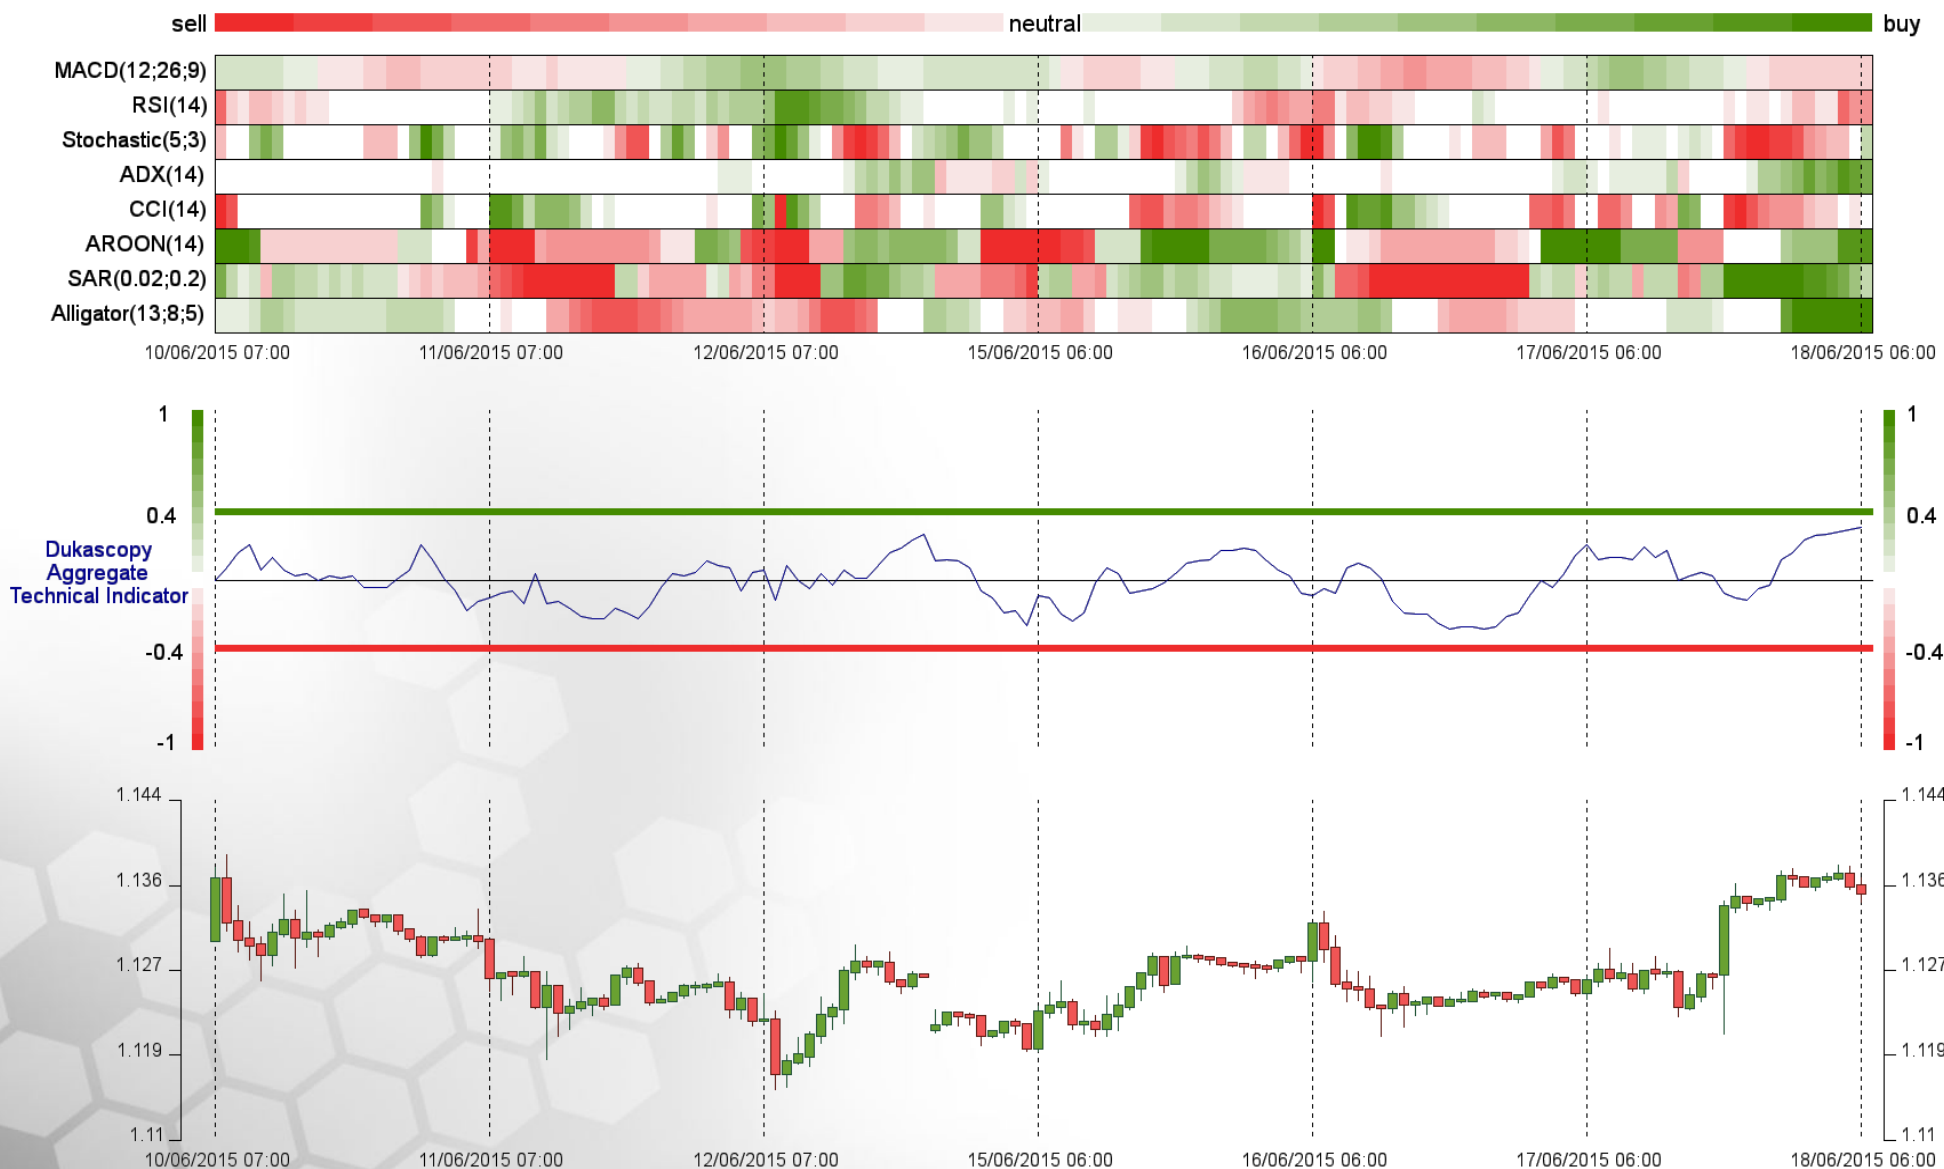 sell neutral buy
MACD(12;26;9)
RSI(14)
Stochastic(5;3)
ADX(14)
CCI(14)
AROON(14)
SAR(0.02;0.2)
Alligator(13;8;5)
10/06/2015 07:00 11/06/2015 07:00 12/06/2015 07:00 15/06/2015 06:00 16/06/2015 06:00 17/06/2015 06:00 18/06/2015 06:00
1 1
0.4 0.4
Dukascopy
Aggregate
Technical Indicator
-0.4 -0.4
-1 -1
1.144 1.144
1.136 1.136
1.127 1.127
1.119 1.119
1.11 1.11
10/06/2015 07:00 11/06/2015 07:00 12/06/2015 07:00 15/06/2015 06:00 16/06/2015 06:00 17/06/2015 06:00 18/06/2015 06:00